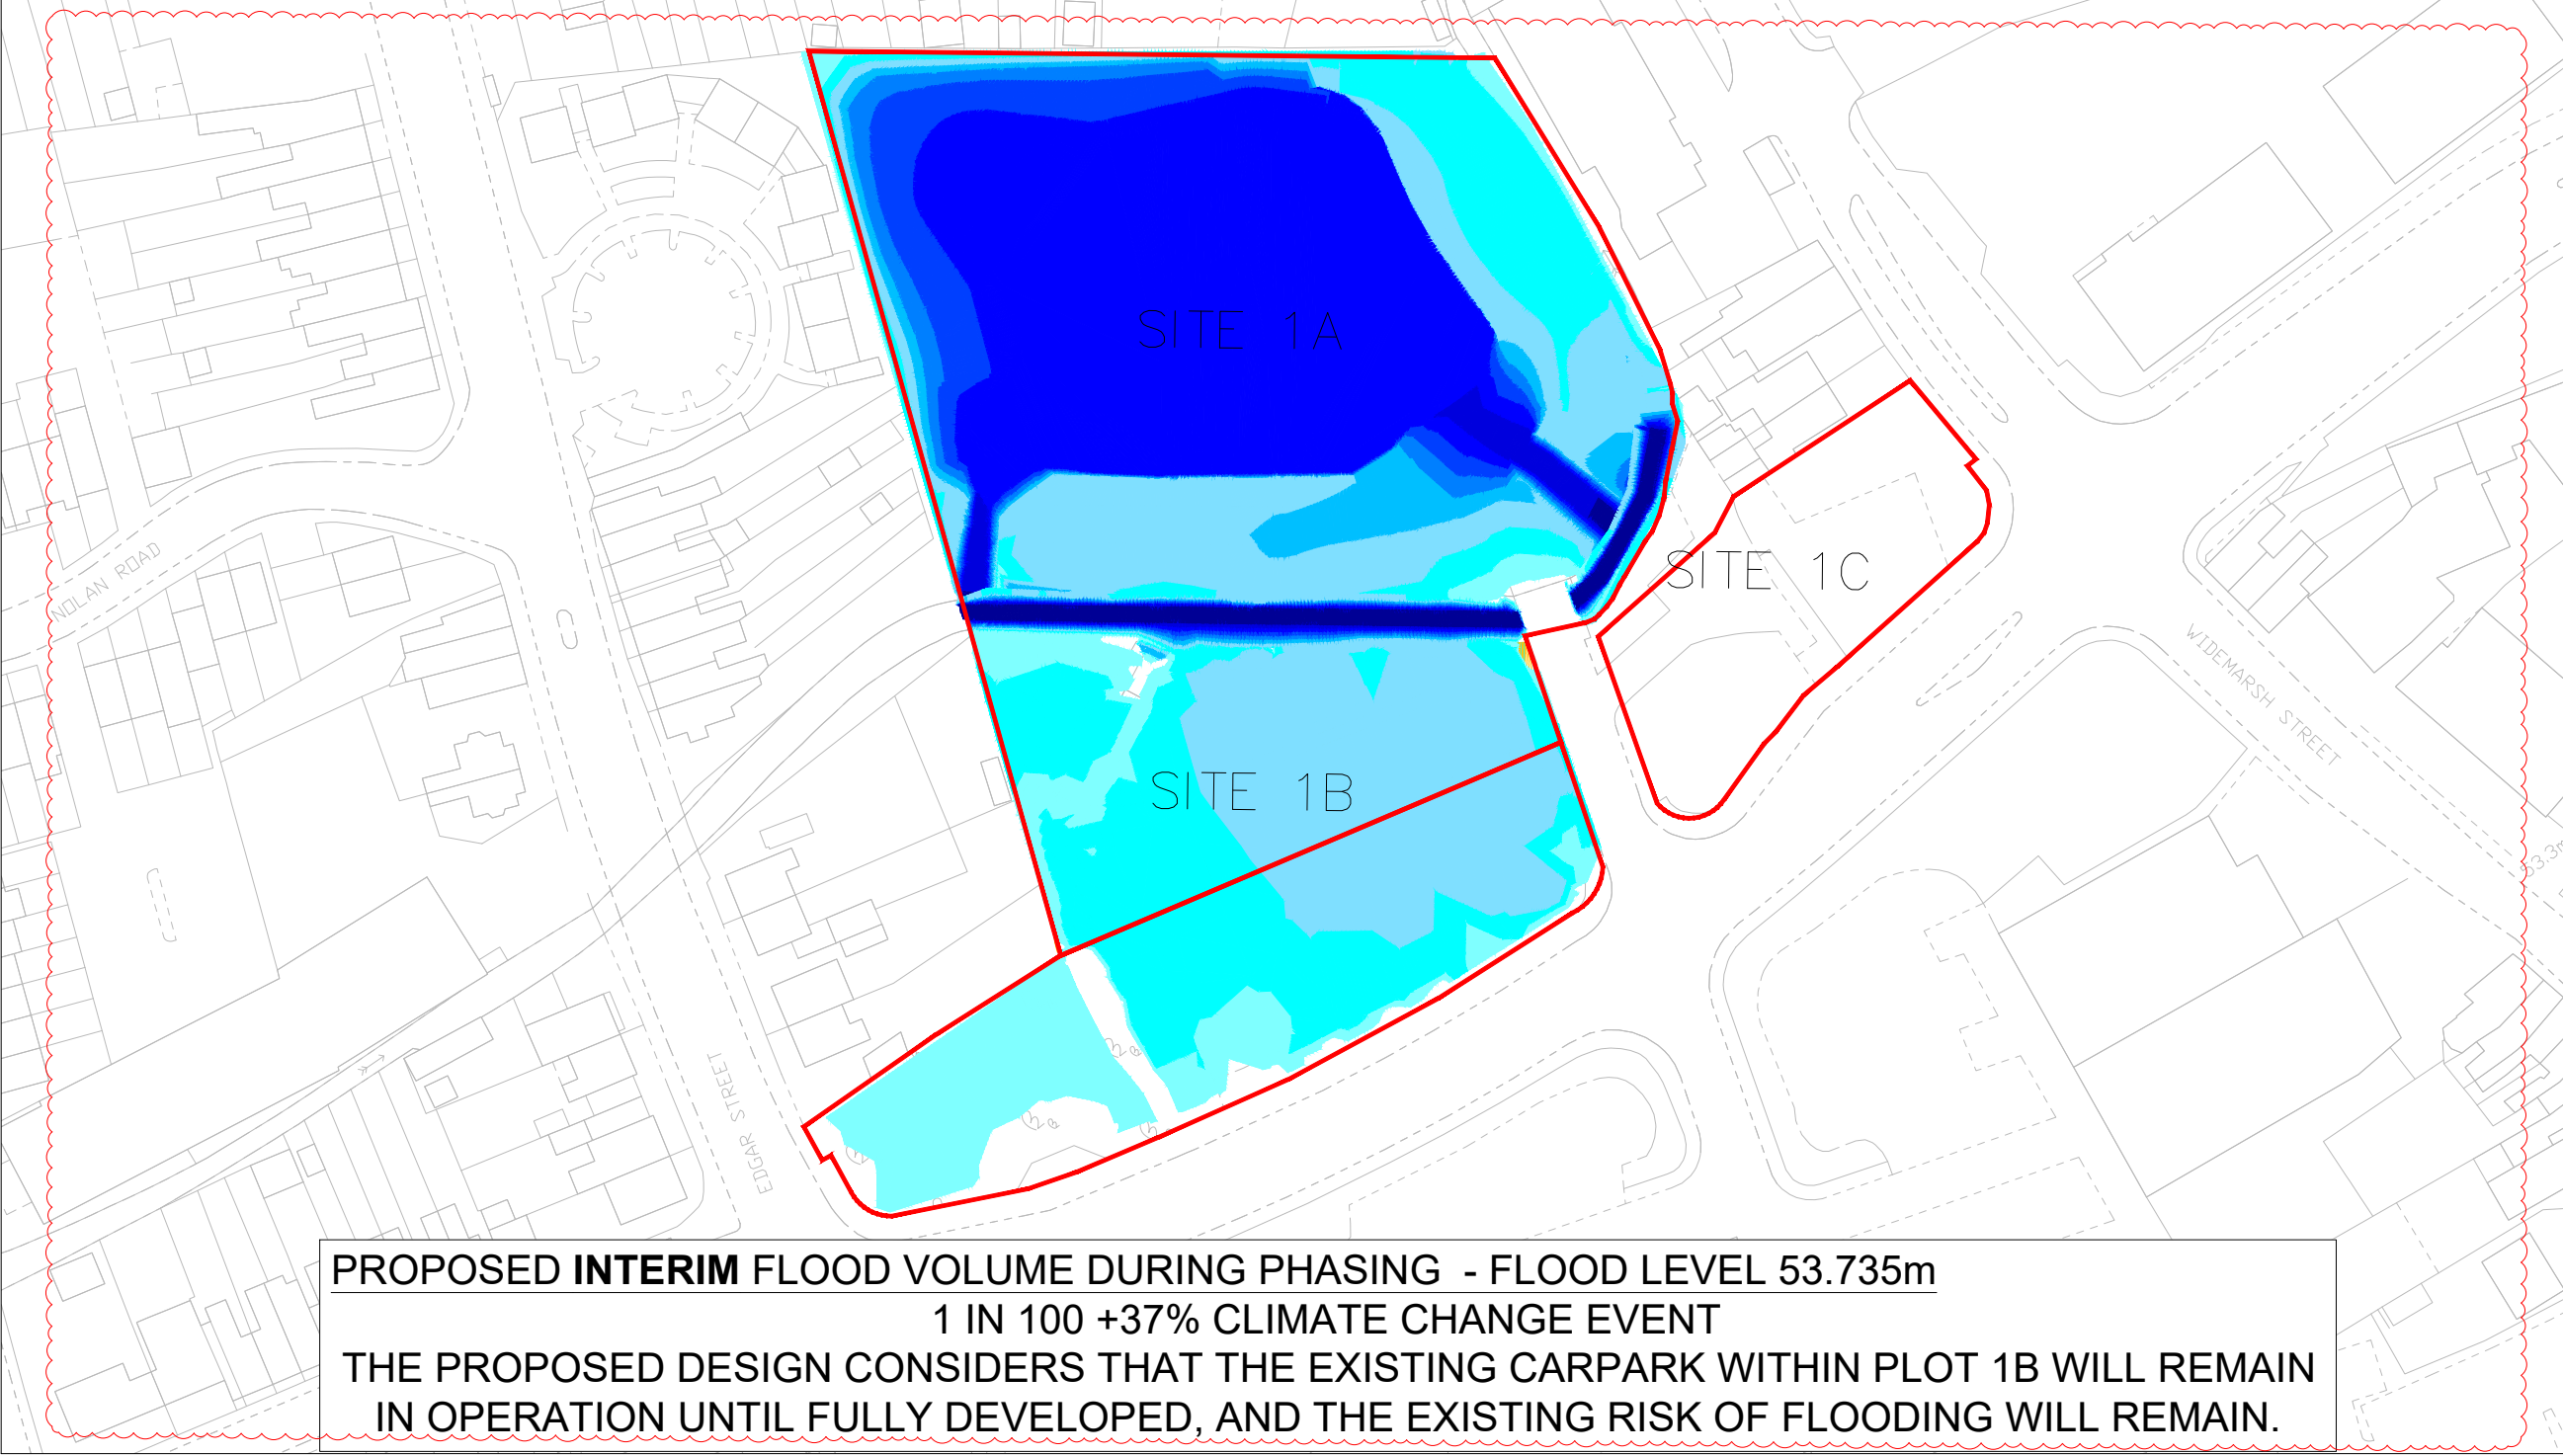 SITE 1A
NOLAN ROAD
SITE 1C
WIDEMARSH STREET
SITE 1B
53.3m
EDGAR STREET
PROPOSED INTERIM FLOOD VOLUME DURING PHASING - FLOOD LEVEL 53.735m
1 IN 100 +37% CLIMATE CHANGE EVENT
THE PROPOSED DESIGN CONSIDERS THAT THE EXISTING CARPARK WITHIN PLOT 1B WILL REMAIN
IN OPERATION UNTIL FULLY DEVELOPED, AND THE EXISTING RISK OF FLOODING WILL REMAIN.